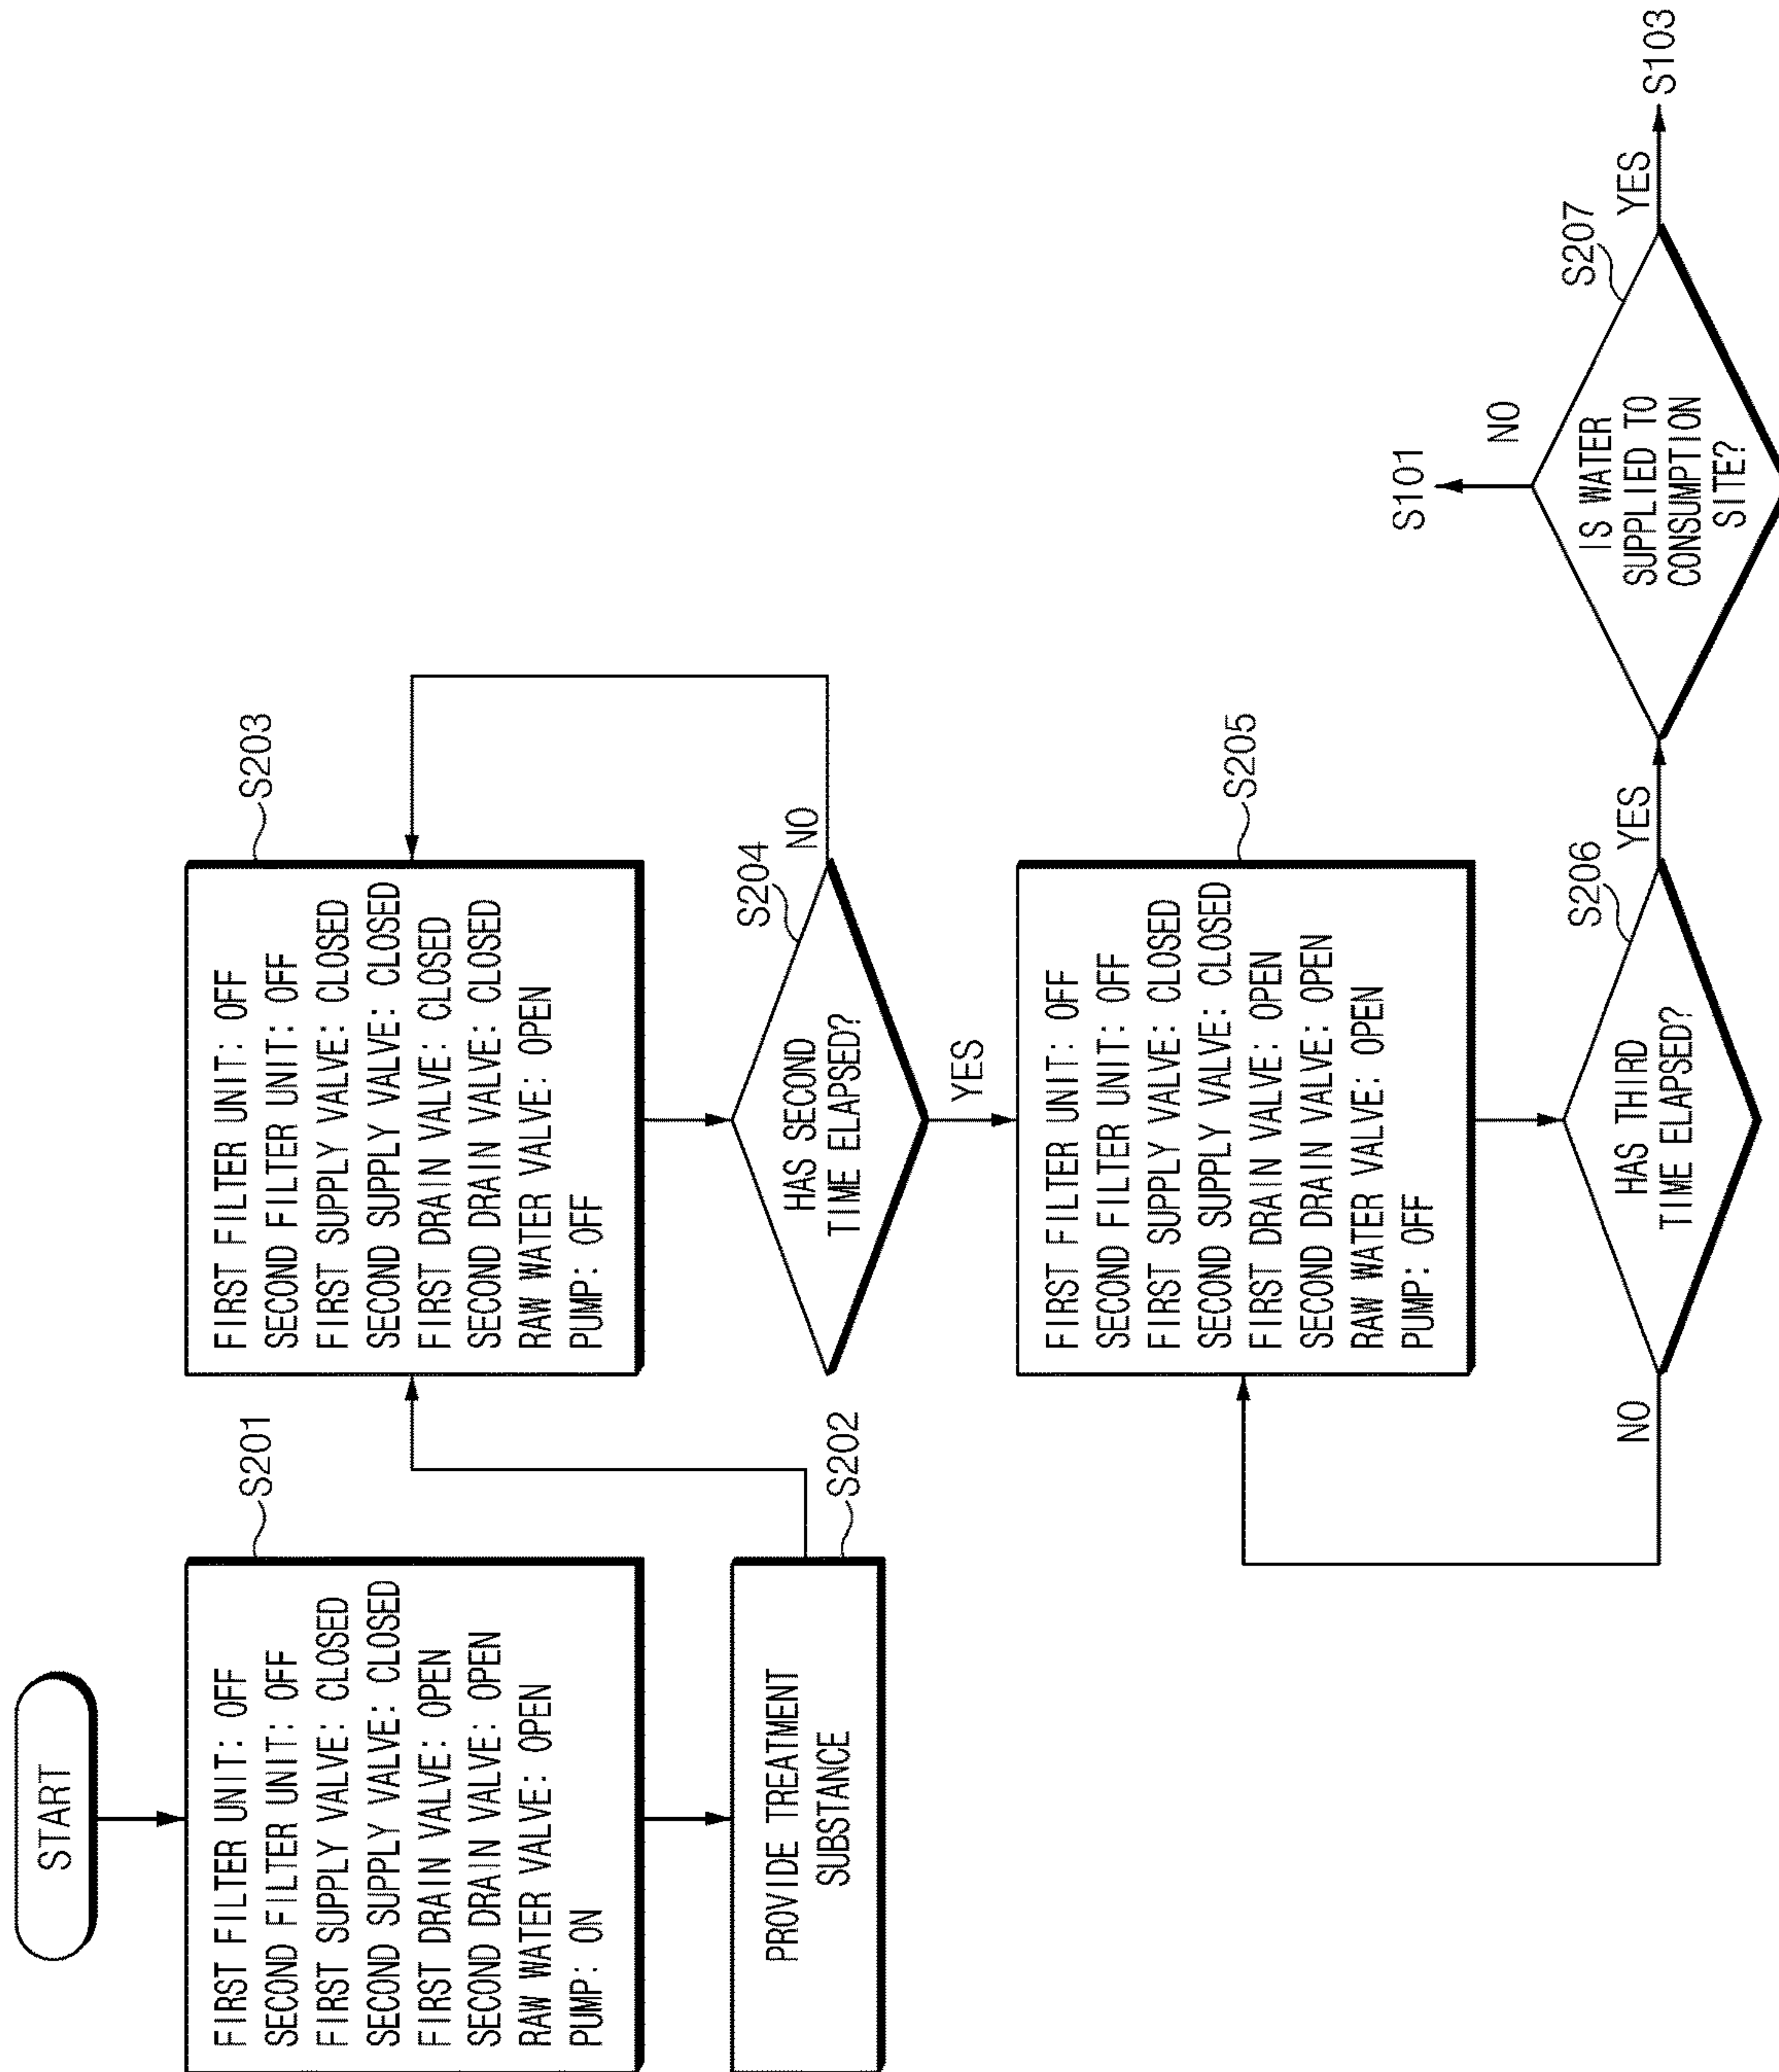 START
FIRST FILTER UNIT: OFF
SECOND FILTER UNIT: OFF
FIRST SUPPLY VALVE: CLOSED
SECOND SUPPLY VALVE: CLOSED
FIRST DRAIN VALVE: OPEN
SECOND DRAIN VALVE: OPEN
RAW WATER VALVE: OPEN
PUMP: ON
S201
PROVIDE TREATMENT
SUBSTANCE
S202
FIRST FILTER UNIT: OFF
SECOND FILTER UNIT: OFF
FIRST SUPPLY VALVE: CLOSED
SECOND SUPPLY VALVE: CLOSED
FIRST DRAIN VALVE: CLOSED
SECOND DRAIN VALVE: CLOSED
RAW WATER VALVE: OPEN
PUMP: OFF
S203
HAS SECOND
TIME ELAPSED?
S204
NO
YES
FIRST FILTER UNIT: OFF
SECOND FILTER UNIT: OFF
FIRST SUPPLY VALVE: CLOSED
SECOND SUPPLY VALVE: CLOSED
FIRST DRAIN VALVE: OPEN
SECOND DRAIN VALVE: OPEN
RAW WATER VALVE: OPEN
PUMP: OFF
S205
HAS THIRD
TIME ELAPSED?
S206
NO
YES
IS WATER
SUPPLIED TO
CONSUMPTION
SITE?
S207
NO
S101
YES
S103